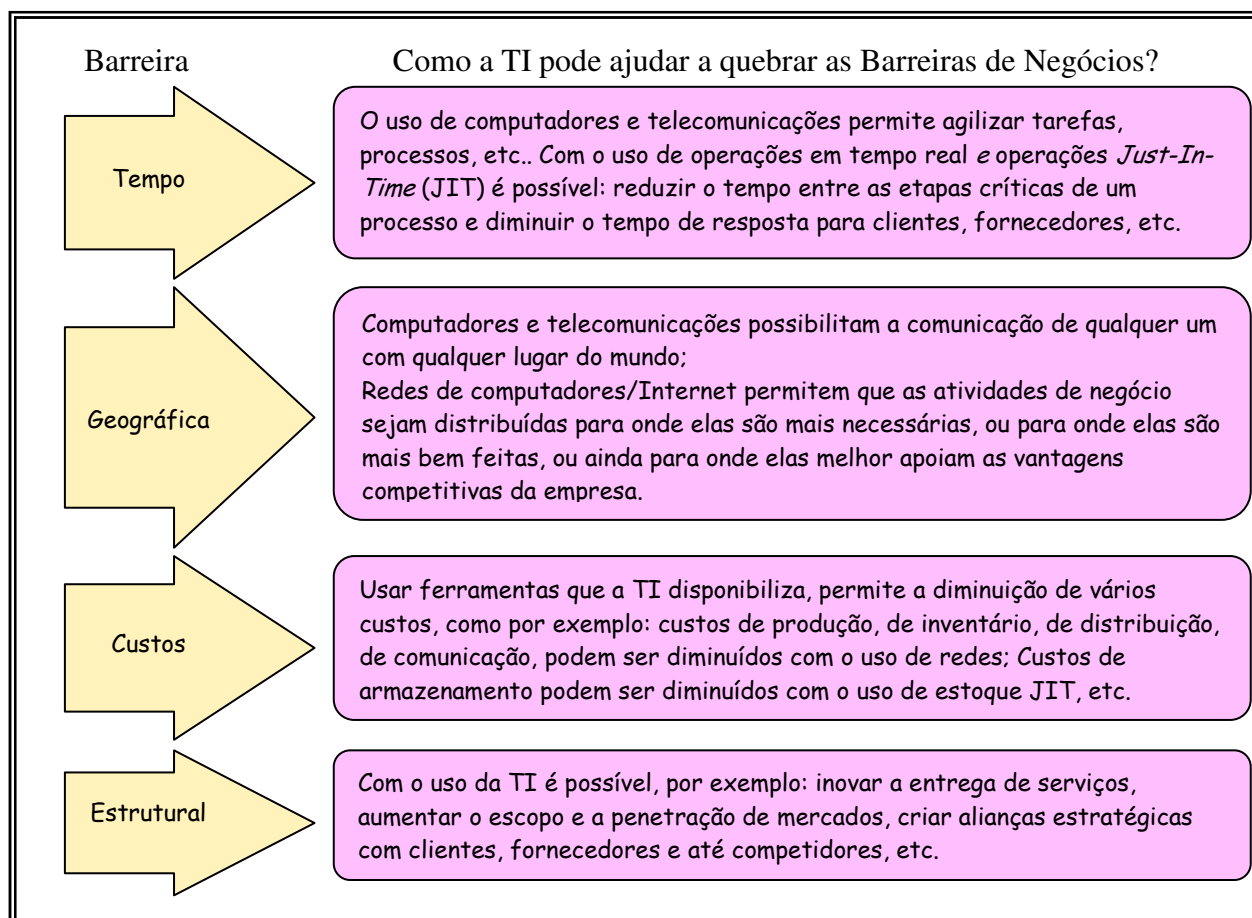 Barreira
Como a TI pode ajudar a quebrar as Barreiras de Negócios?
Tempo
O uso de computadores e telecomunicações permite agilizar tarefas,
processos, etc.. Com o uso de operações em tempo real e operações Just-In-
Time (JIT) é possível: reduzir o tempo entre as etapas críticas de um
processo e diminuir o tempo de resposta para clientes, fornecedores, etc.
Geográfica
Computadores e telecomunicações possibilitam a comunicação de qualquer um
com qualquer lugar do mundo;
Redes de computadores/Internet permitem que as atividades de negócio
sejam distribuídas para onde elas são mais necessárias, ou para onde elas são
mais bem feitas, ou ainda para onde elas melhor apoiam as vantagens
competitivas da empresa.
Custos
Usar ferramentas que a TI disponibiliza, permite a diminuição de vários
custos, como por exemplo: custos de produção, de inventário, de distribuição,
de comunicação, podem ser diminuídos com o uso de redes; Custos de
armazenamento podem ser diminuídos com o uso de estoque JIT, etc.
Estrutural
Com o uso da TI é possível, por exemplo: inovar a entrega de serviços,
aumentar o escopo e a penetração de mercados, criar alianças estratégicas
com clientes, fornecedores e até competidores, etc.